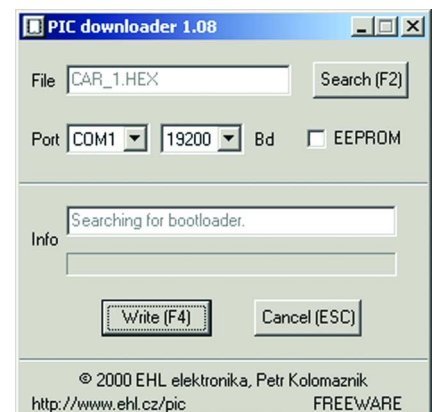 PIC downloader 1.08
File CAR_1.HEX Search (F2)
Port COM1 19200 Bd EEPROM
Info Searching for bootloader.
Write (F4) Cancel (ESC)
© 2000 EHL elektronika, Petr Kolomaznik
http://www.ehl.cz/pic FREEWARE